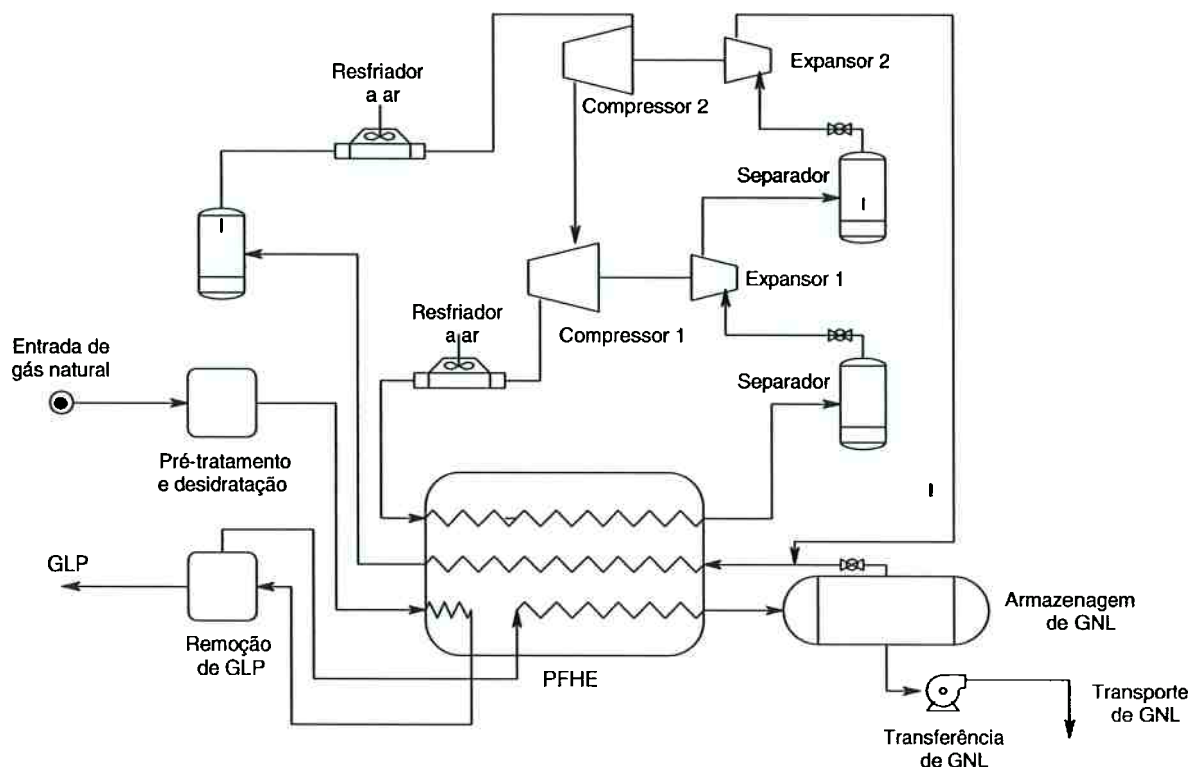 Expansor 2
Resfriador
a ar
Compressor 2
Separador
Expansor 1
Resfriador
a ar
Compressor 1
Entrada de
gás natural
Separador
Pré-tratamento
e desidratação
GLP
Armazenagem
de GNL
Remoção
de GLP
PFHE
Transporte
de GNL
Transferência
de GNL